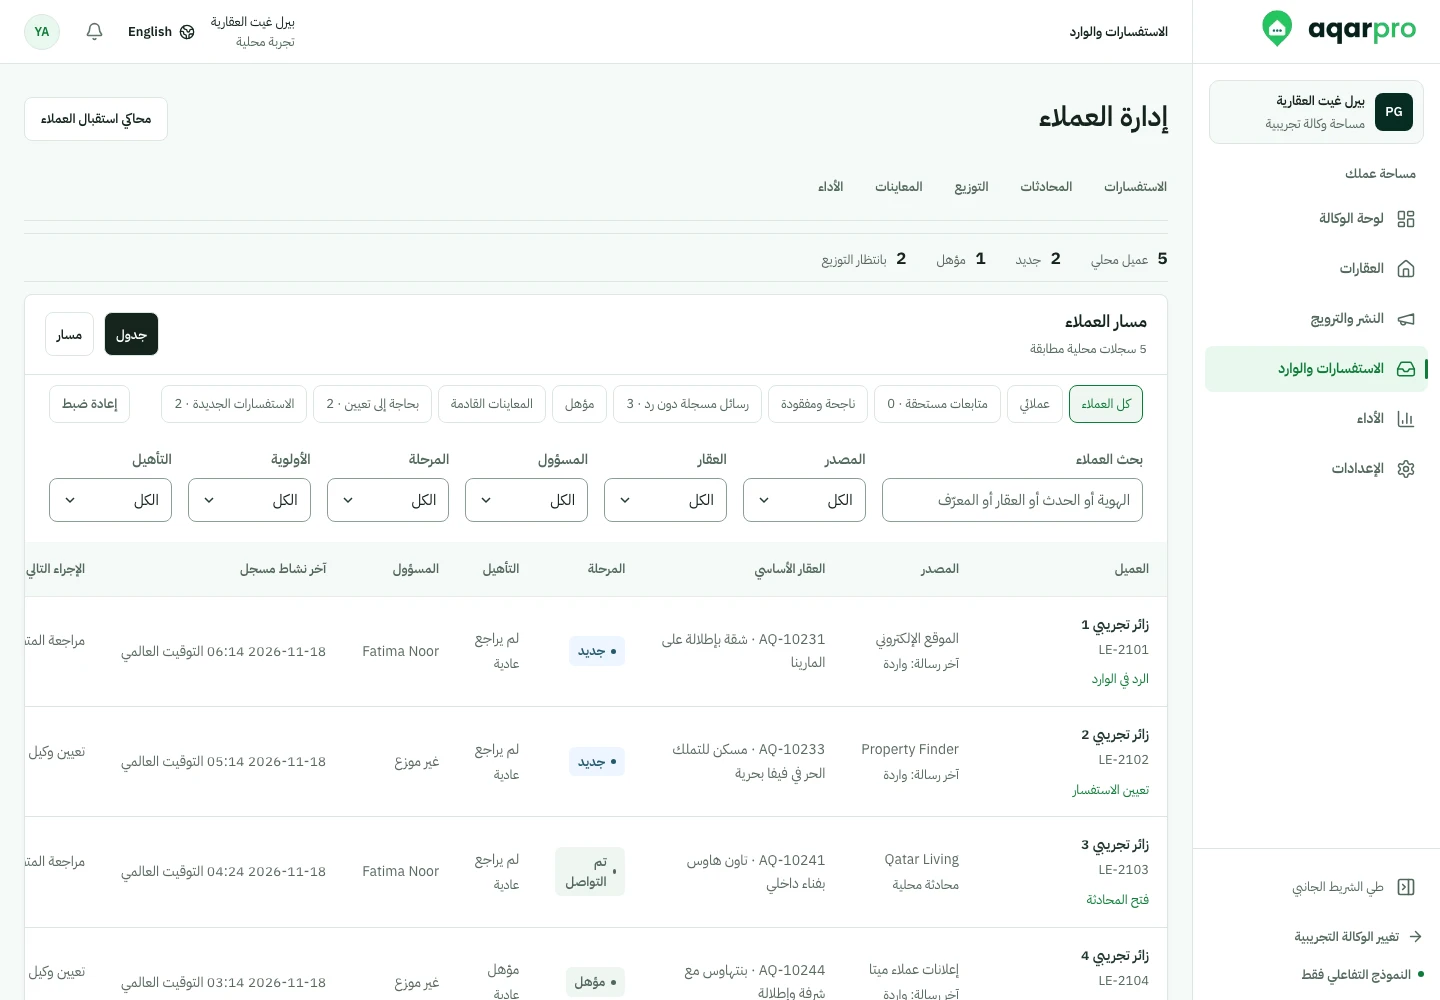 aqarpro
الاستفسارات والوارد
بيرل غيت العقارية
تجربة محلية
English
YA
PG
بيرل غيت العقارية
مساحة وكالة تجريبية
مساحة عملك
لوحة الوكالة
العقارات
النشر والترويج
الاستفسارات والوارد
الأداء
الإعدادات
طي الشريط الجانبي
تغيير الوكالة التجريبية
النموذج التفاعلي فقط
إدارة العملاء
محاكي استقبال العملاء
الاستفسارات المحادثات التوزيع المعاينات الأداء
5 عميل محلي 2 جديد 1 مؤهل 2 بانتظار التوزيع
مسار العملاء
5 سجلات محلية مطابقة
جدول مسار
كل العملاء عملائي متابعات مستحقة · 0 ناجحة ومفقودة رسائل مسجلة دون رد · 3 مؤهل المعاينات القادمة بحاجة إلى تعيين · 2 الاستفسارات الجديدة · 2 إعادة ضبط
بحث العملاء المصدر العقار المسؤول المرحلة الأولوية التأهيل
الهوية أو الحدث أو العقار أو المعرّف الكل الكل الكل الكل الكل الكل
العميل المصدر العقار الأساسي المرحلة التأهيل المسؤول آخر نشاط مسجل الإجراء التالي
زائر تجريبي 1
LE-2101
الرد في الوارد
الموقع الإلكتروني
آخر رسالة: واردة
AQ-10231 · شقة بإطلالة على
المارينا
جديد
لم يراجع
عادية
Fatima Noor
2026-11-18 06:14 التوقيت العالمي
مراجعة
زائر تجريبي 2
LE-2102
تعيين الاستفسار
Property Finder
آخر رسالة: واردة
AQ-10233 · مسكن للتملك
الحر في فيفا بحرية
جديد
لم يراجع
عادية
غير موزع
2026-11-18 05:14 التوقيت العالمي
تعيين وكيل
زائر تجريبي 3
LE-2103
فتح المحادثة
Qatar Living
محادثة محلية
AQ-10241 · تاون هاوس
بفناء داخلي
تم
التواصل
لم يراجع
عادية
Fatima Noor
2026-11-18 04:24 التوقيت العالمي
مراجعة
زائر تجريبي 4
LE-2104
إعلانات عملاء ميتا
آخر رسالة: واردة
AQ-10244 · بنتهاوس مع
شرفة وإطلالة
مؤهل
مؤهل
عادية
غير موزع
2026-11-18 03:14 التوقيت العالمي
تعيين وكيل